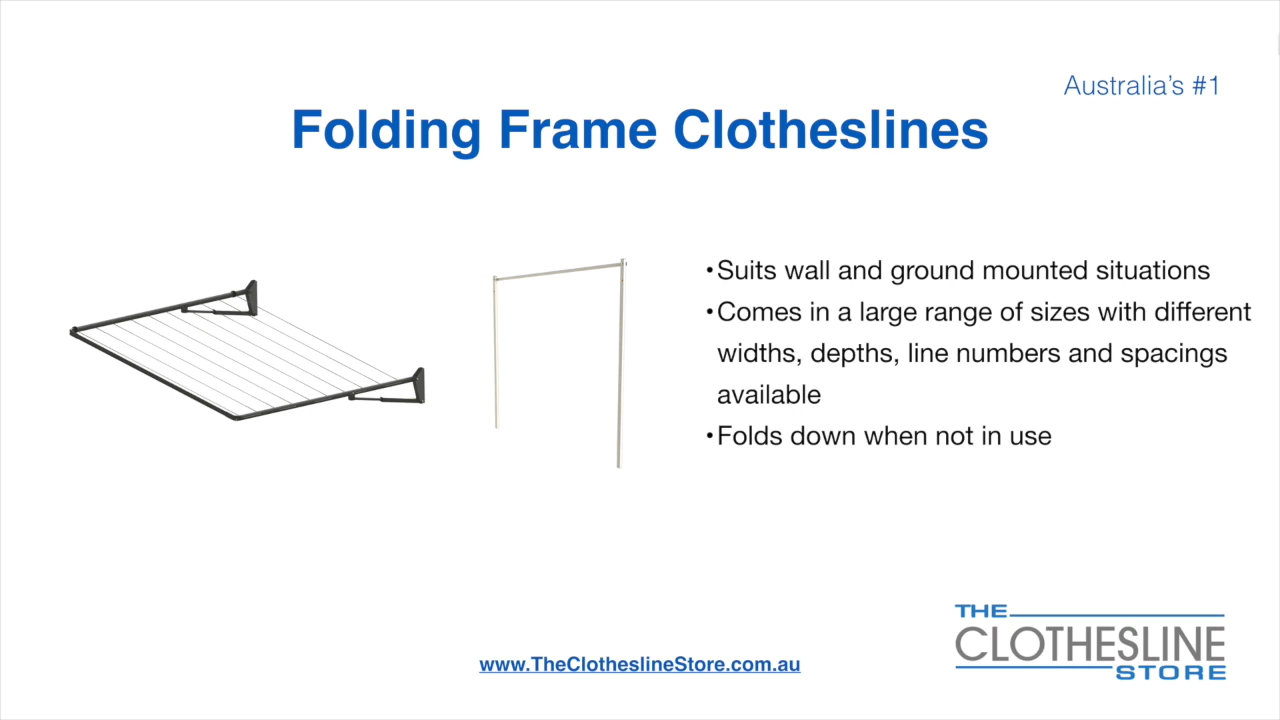 Australia's #1
Folding Frame Clotheslines
•Suits wall and ground mounted situations
•Comes in a large range of sizes with different
widths, depths, line numbers and spacings
available
•Folds down when not in use
www.TheClotheslineStore.com.au
THE
CLOTHESLINE
STORE